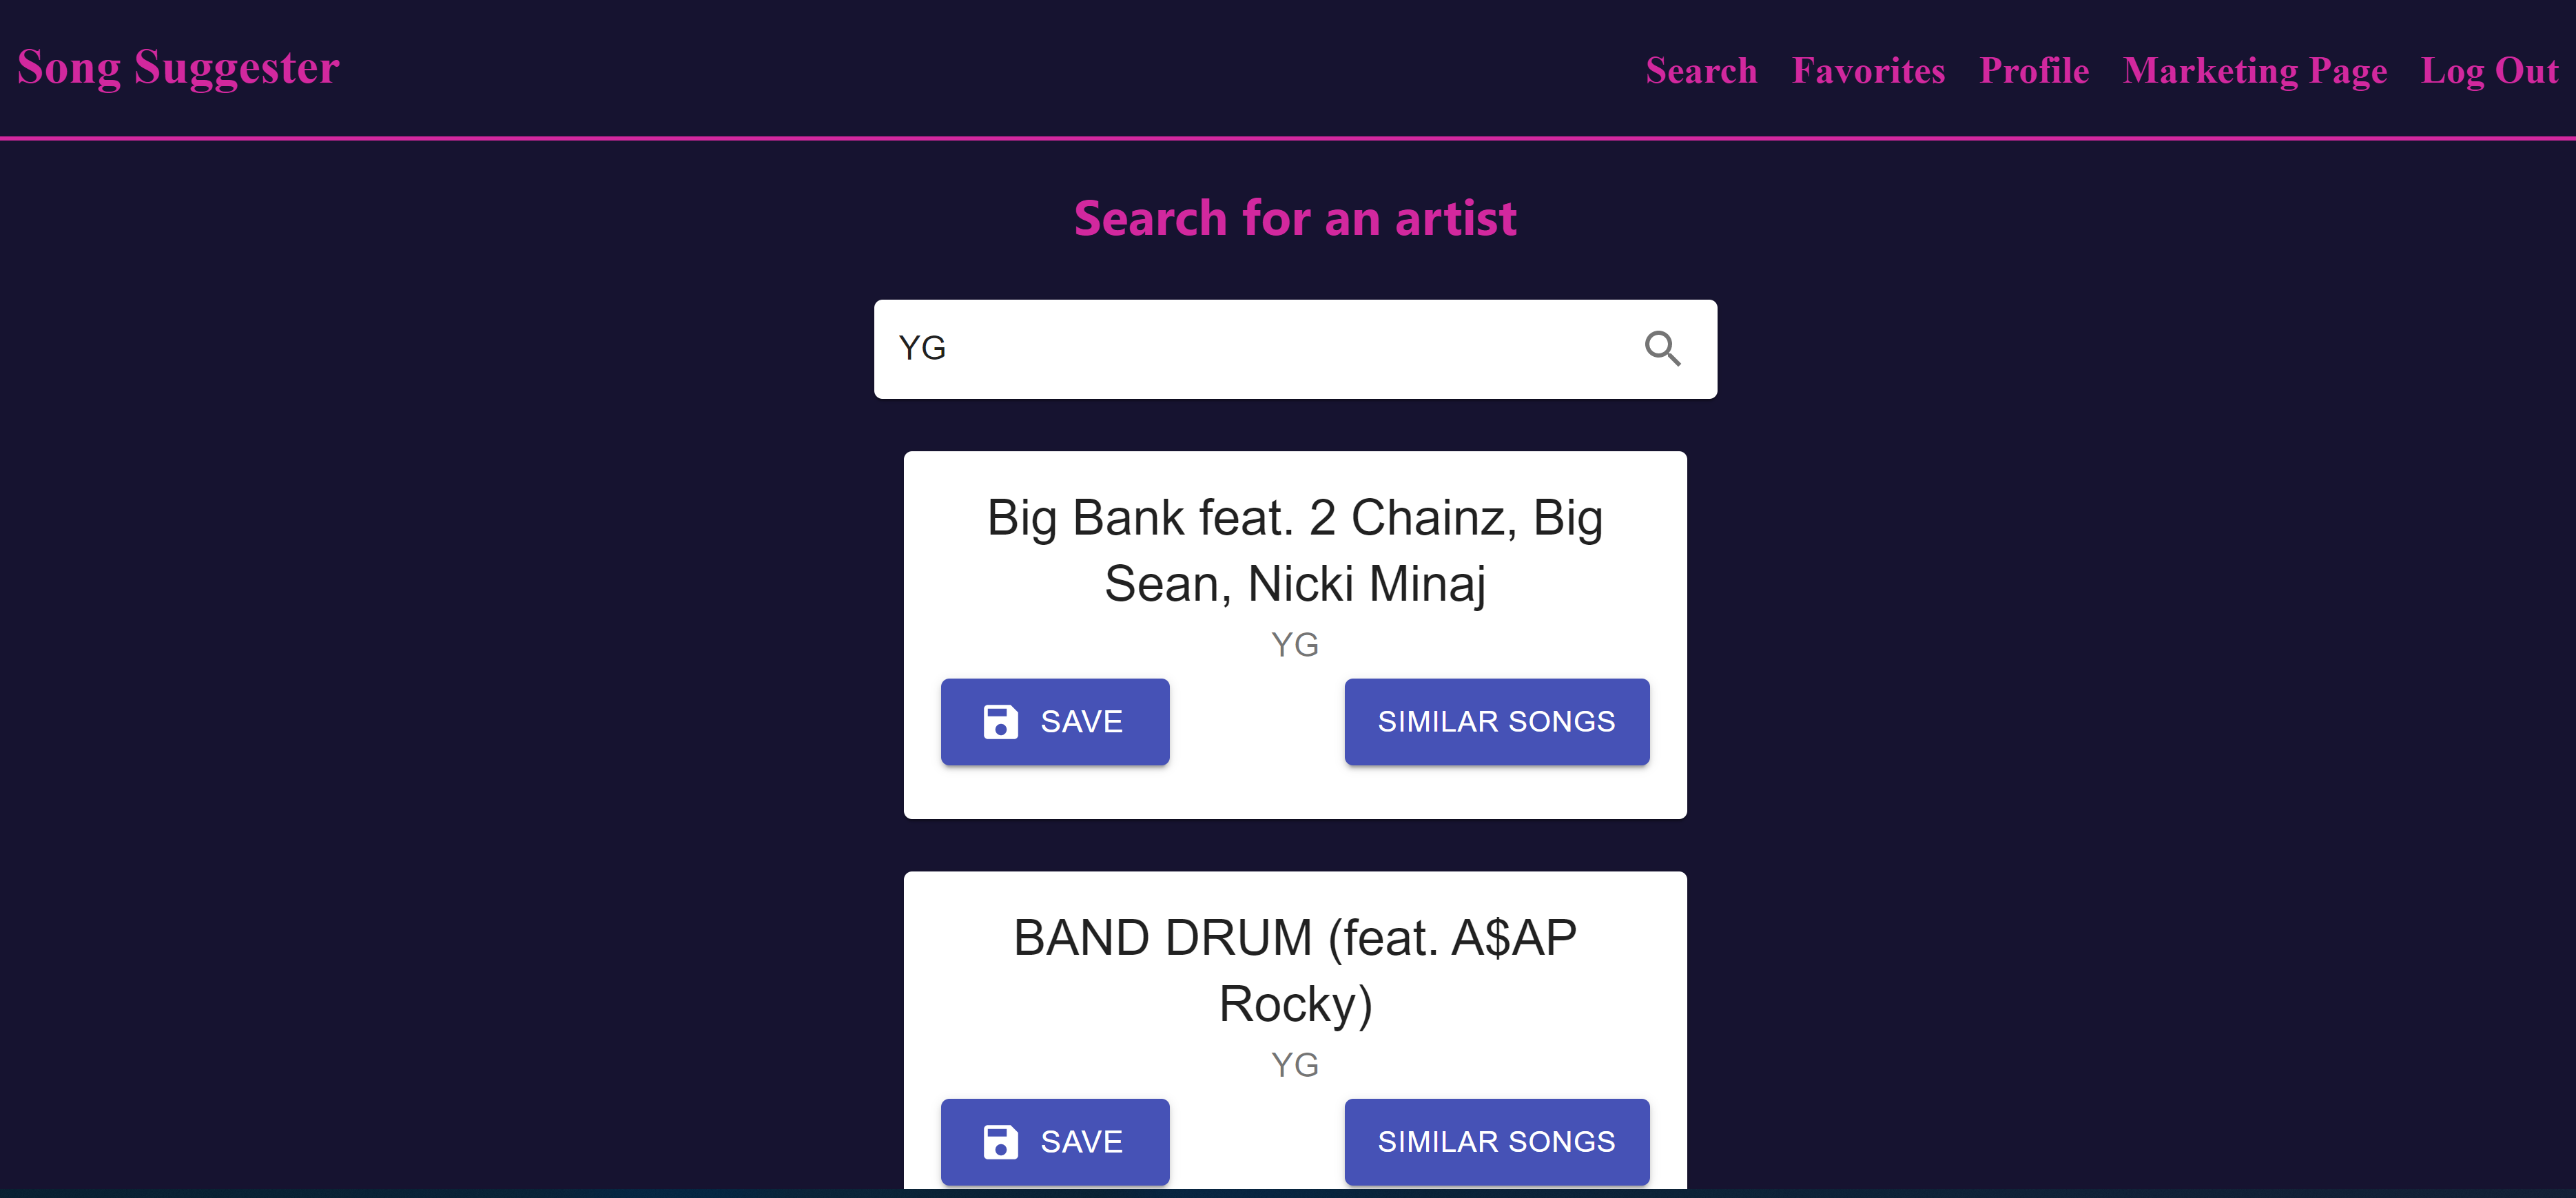 Song Suggester
Search Favorites Profile Marketing Page Log Out
Search for an artist
YG
Big Bank feat. 2 Chainz, Big
Sean, Nicki Minaj
YG
SAVE SIMILAR SONGS
BAND DRUM (feat. A$AP
Rocky)
YG
SAVE SIMILAR SONGS